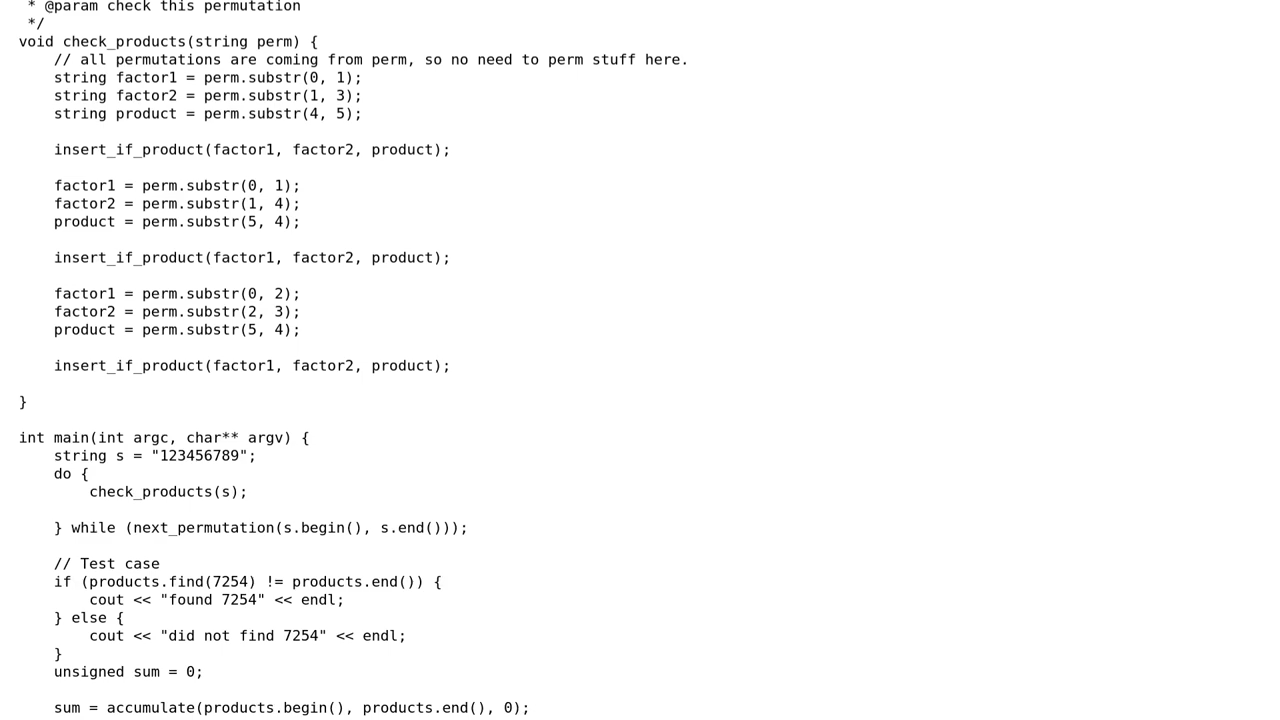 * @param check this permutation
 */
void check_products(string perm) {
    // all permutations are coming from perm, so no need to perm stuff here.
    string factor1 = perm.substr(0, 1);
    string factor2 = perm.substr(1, 3);
    string product = perm.substr(4, 5);

    insert_if_product(factor1, factor2, product);

    factor1 = perm.substr(0, 1);
    factor2 = perm.substr(1, 4);
    product = perm.substr(5, 4);

    insert_if_product(factor1, factor2, product);

    factor1 = perm.substr(0, 2);
    factor2 = perm.substr(2, 3);
    product = perm.substr(5, 4);

    insert_if_product(factor1, factor2, product);

}

int main(int argc, char** argv) {
    string s = "123456789";
    do {
        check_products(s);

    } while (next_permutation(s.begin(), s.end()));

    // Test case
    if (products.find(7254) != products.end()) {
        cout << "found 7254" << endl;
    } else {
        cout << "did not find 7254" << endl;
    }
    unsigned sum = 0;

    sum = accumulate(products.begin(), products.end(), 0);